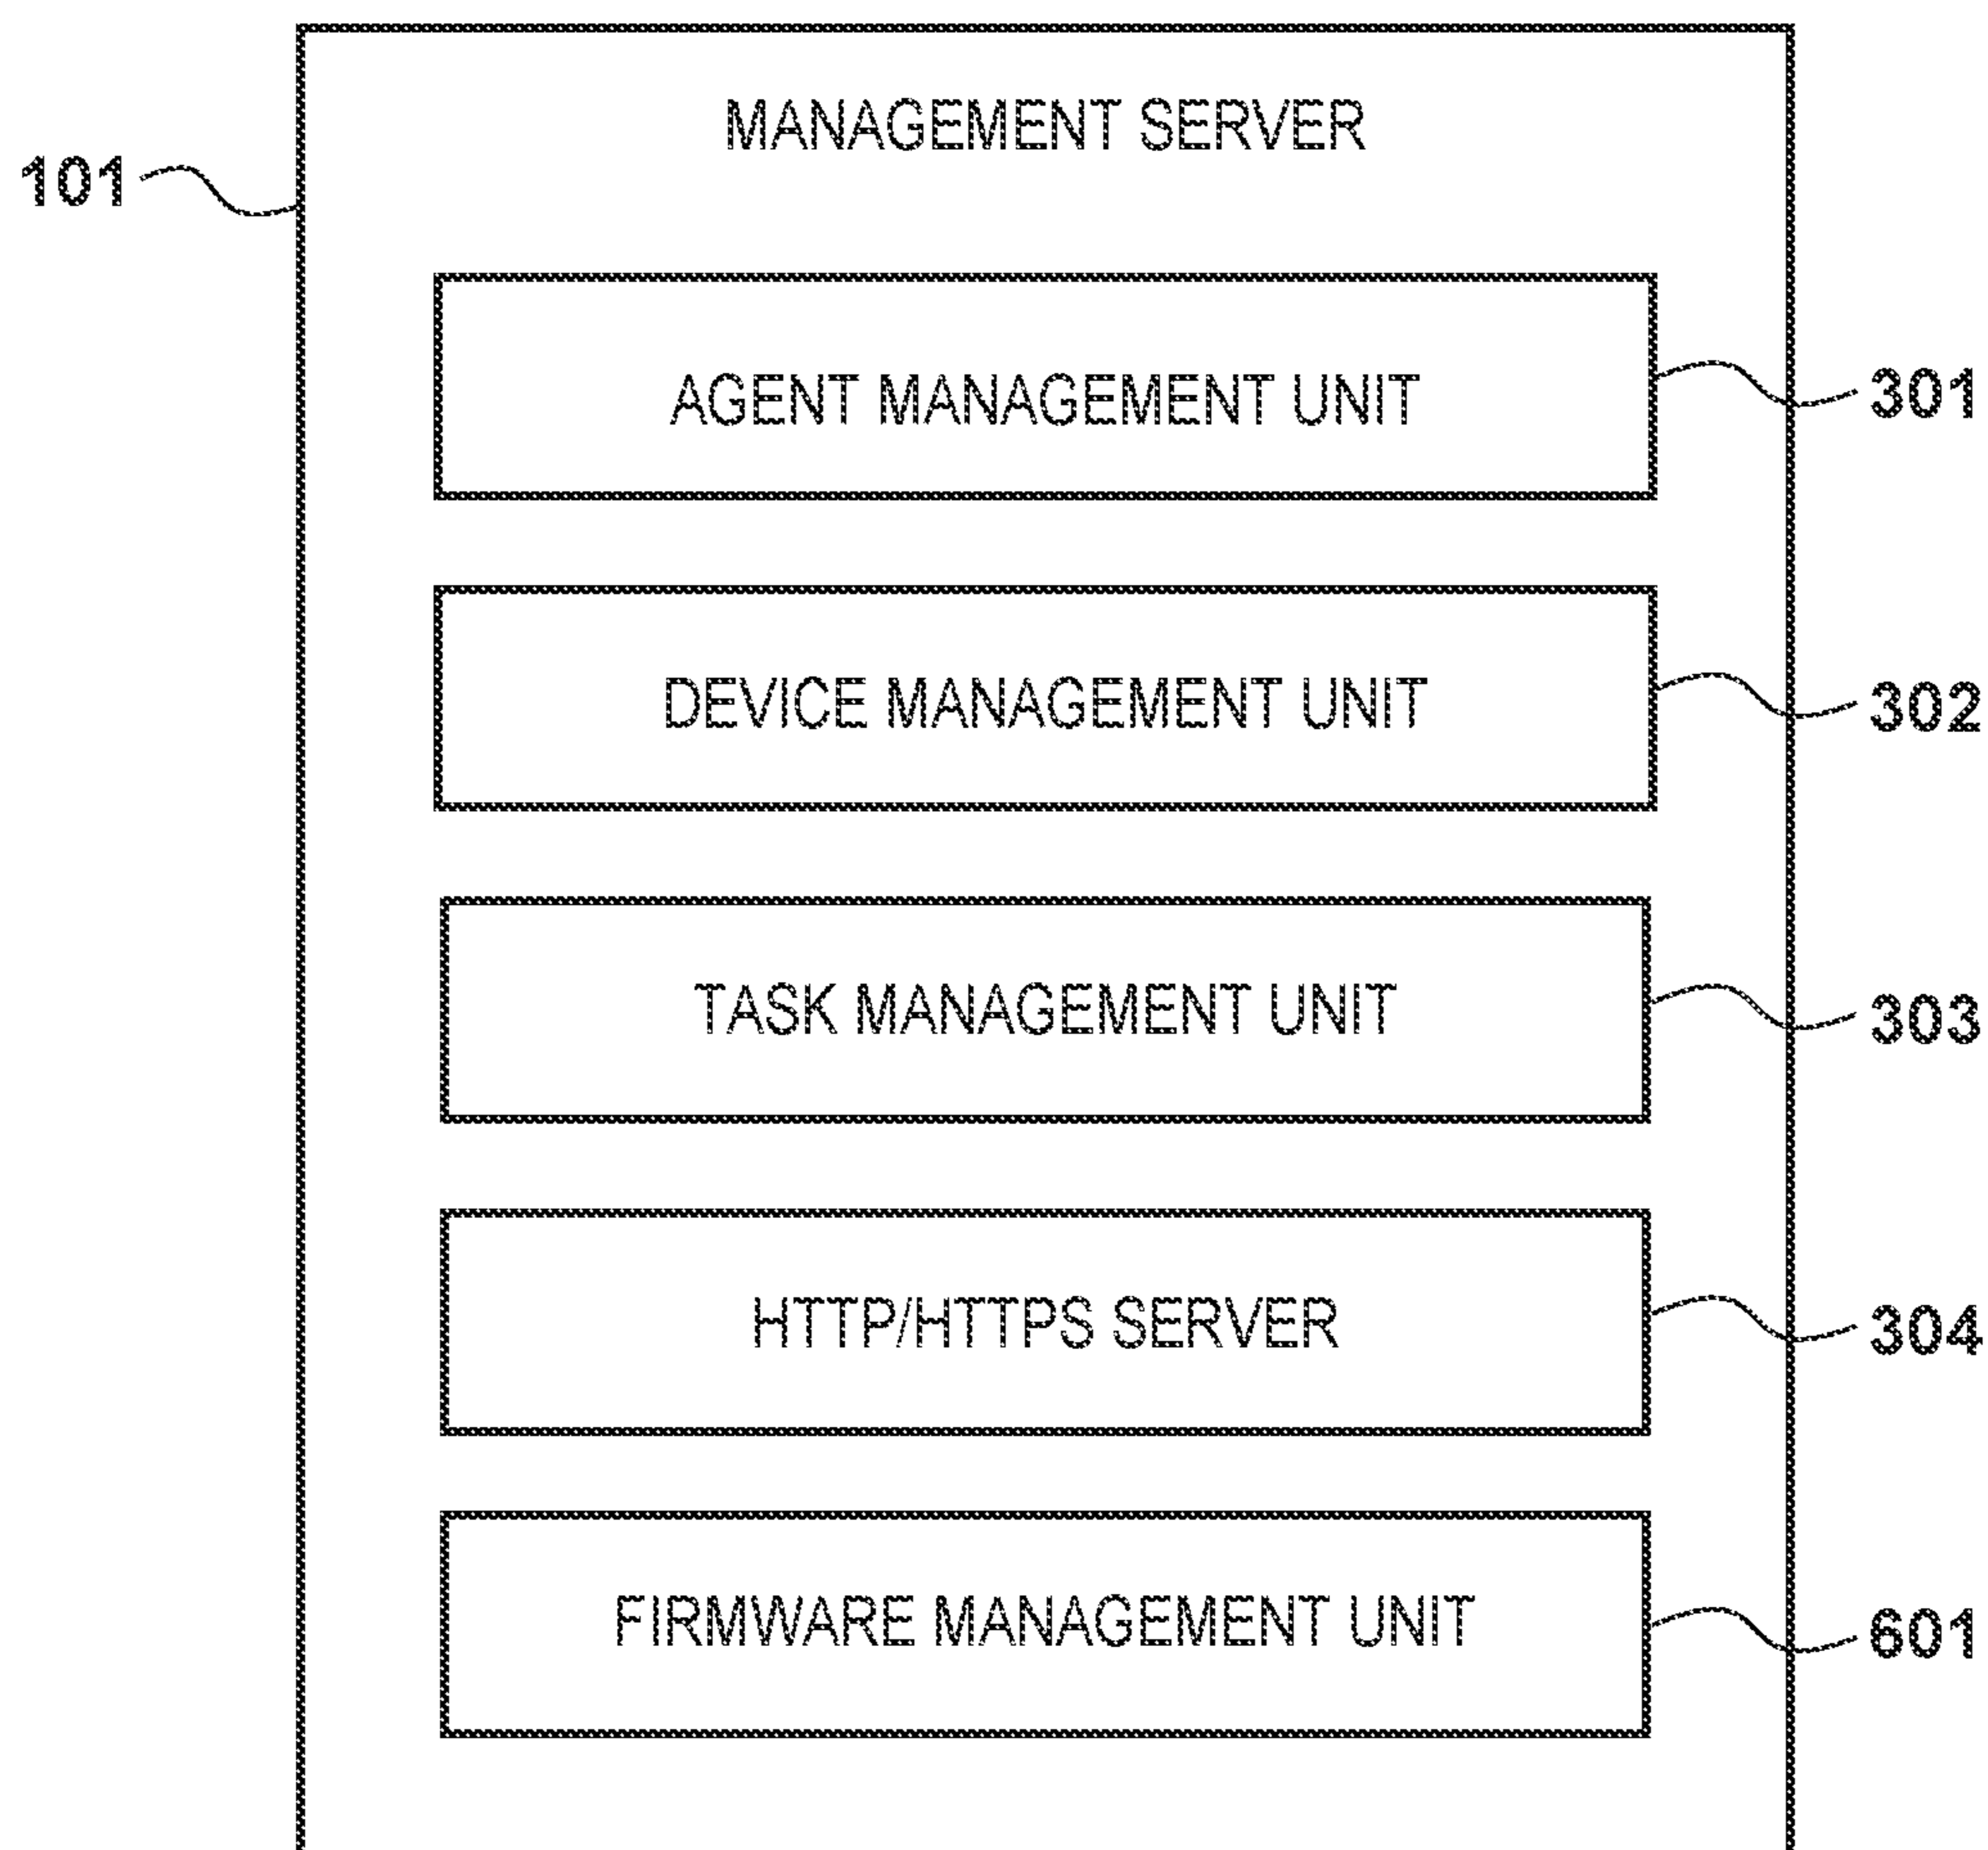 MANAGEMENT SERVER
101
AGENT MANAGEMENT UNIT
301
DEVICE MANAGEMENT UNIT
302
TASK MANAGEMENT UNIT
303
HTTP/HTTPS SERVER
304
FIRMWARE MANAGEMENT UNIT
601